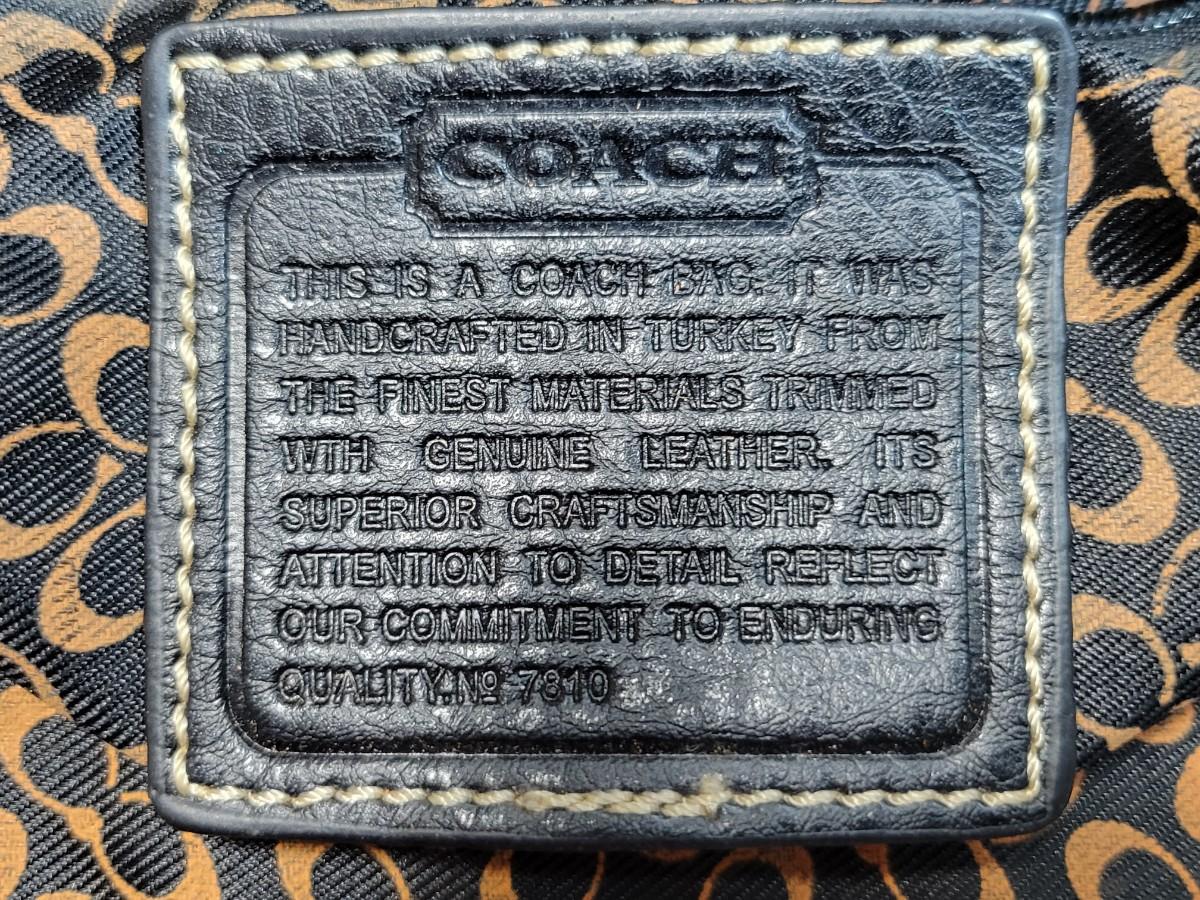 COACH
THIS IS A COACH BAG. IT WAS
HANDCRAFTED IN TURKEY FROM
THE FINEST MATERIALS TRIMMED
WTH GENUINE LEATHER. ITS
SUPERIOR CRAFTSMANSHIP AND
ATTENTION TO DETAIL REFLECT
OUR COMMITMENT TO ENDURING
QUALITY.Nº 7810